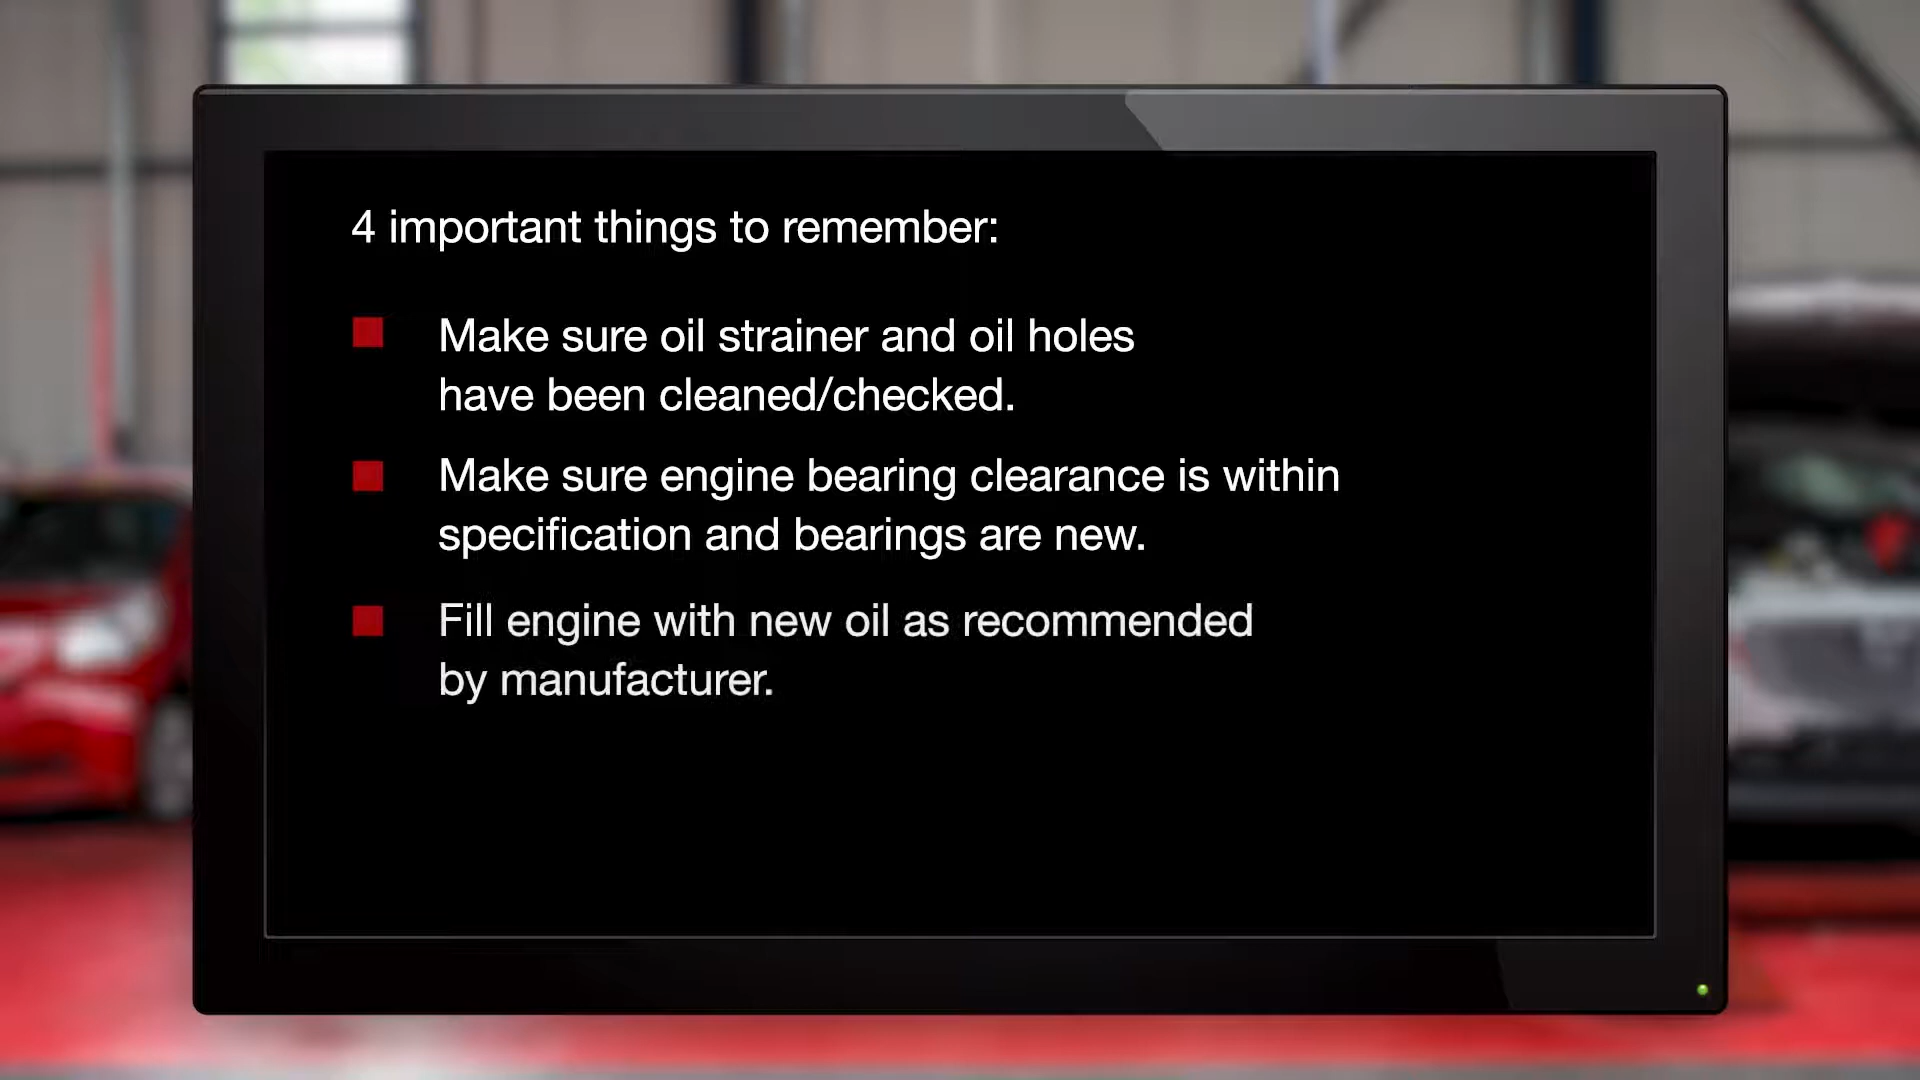 4 important things to remember:
Make sure oil strainer and oil holes
have been cleaned/checked.
Make sure engine bearing clearance is within
specification and bearings are new.
Fill engine with new oil as recommended
by manufacturer.